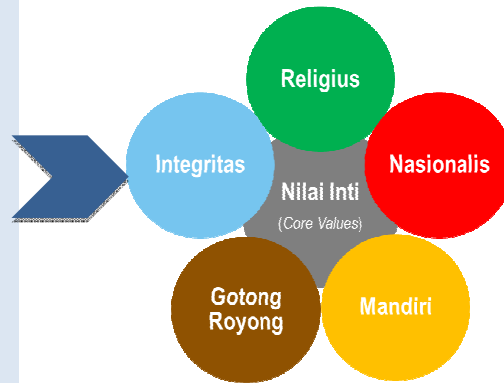 Religius
Integritas
Nasionalis
Nilai Inti
(Core Values)
Gotong
Royong
Mandiri